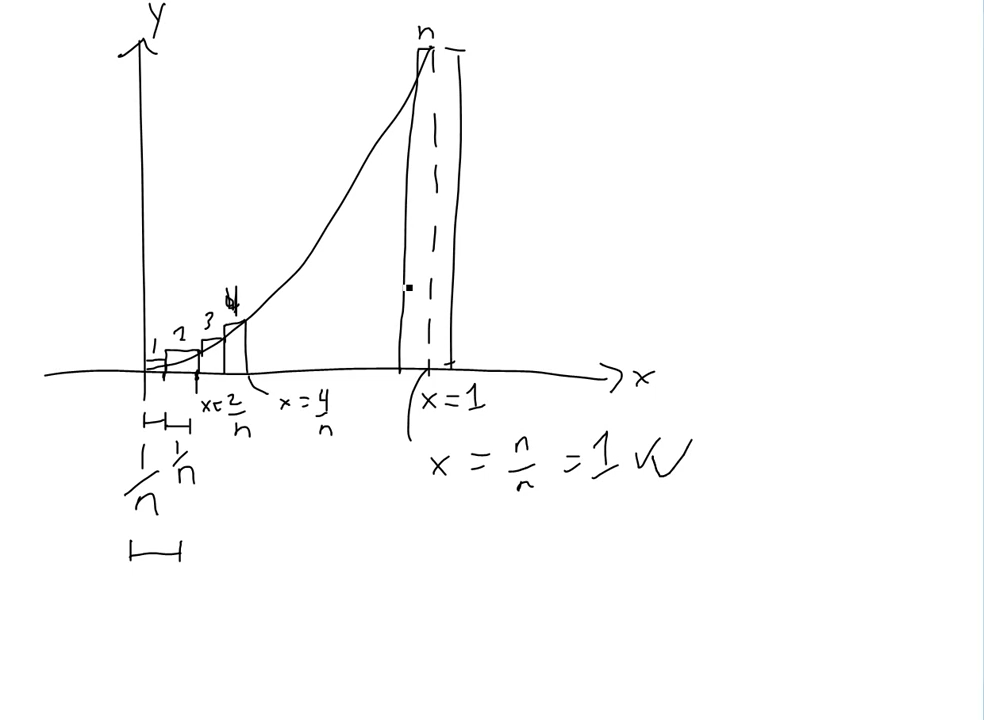 y
n
1 2 3 4
x
x = 2/n
x = 4/n
x = 1
1/n 1/n
x = n/n = 1